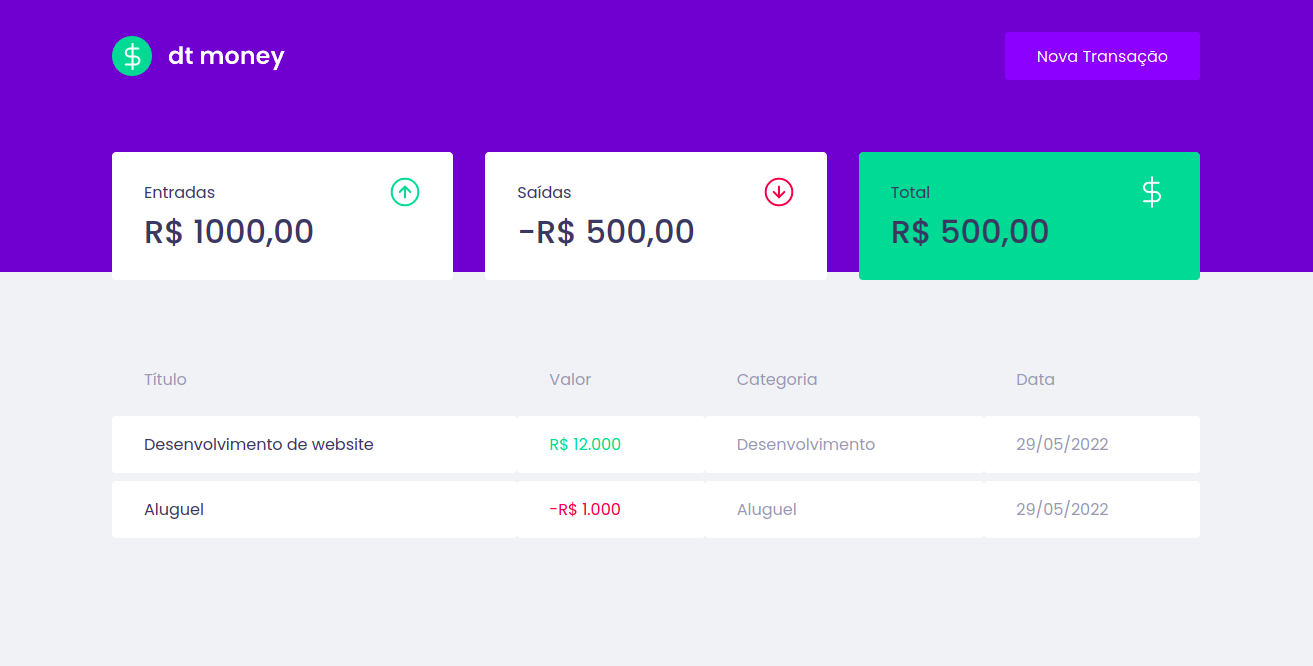 dt money
Nova Transação
Entradas
R$ 1000,00
Saídas
-R$ 500,00
Total
R$ 500,00
Título Valor Categoria Data
Desenvolvimento de website R$ 12.000 Desenvolvimento 29/05/2022
Aluguel -R$ 1.000 Aluguel 29/05/2022